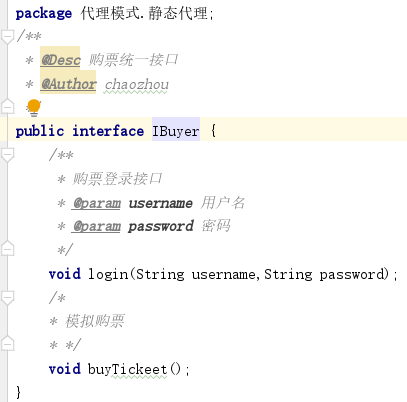 package 代理模式.静态代理;
/**
 * @Desc 购票统一接口
 * @Author chaozhou
 */
public interface IBuyer {
    /**
     * 购票登录接口
     * @param username 用户名
     * @param password 密码
     */
    void login(String username,String password);
    /*
    * 模拟购票
    * */
    void buyTickeet();
}